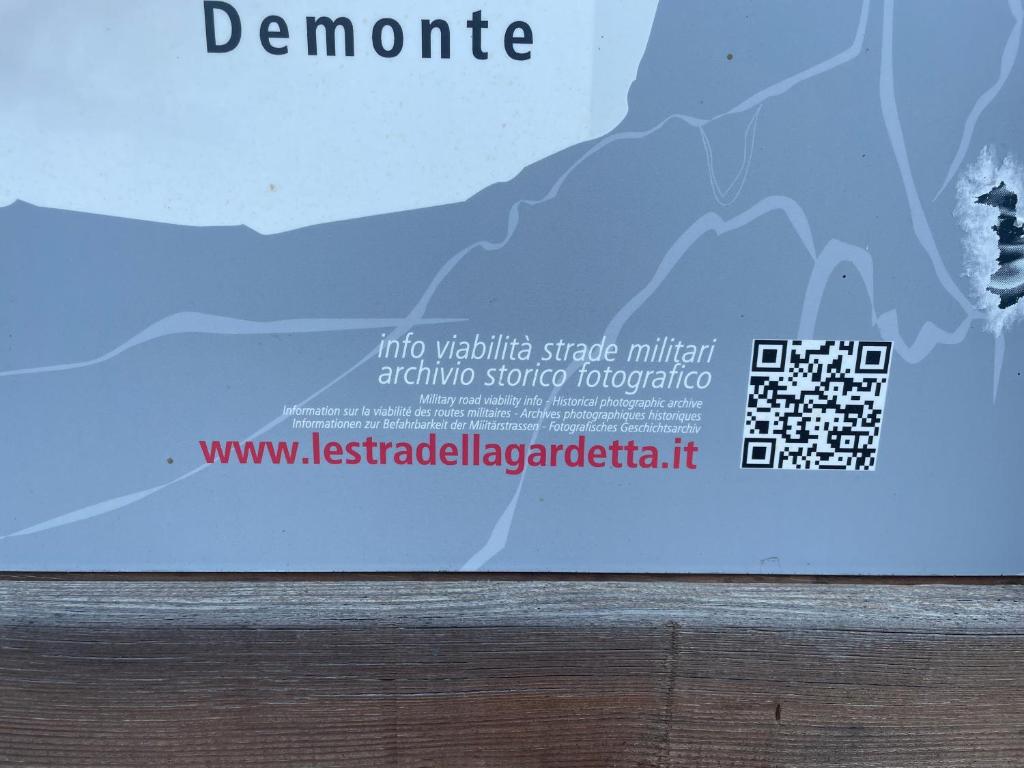 Demonte
info viabilità strade militari
archivio storico fotografico
Military road viability info - Historical photographic archive
Information sur la viabilité des routes militaires - Archives photographiques historiques
Informationen zur Befahrbarkeit der Miiitärstrassen - Fotografisches Geschichtsarchiv
www.lestradellagardetta.it